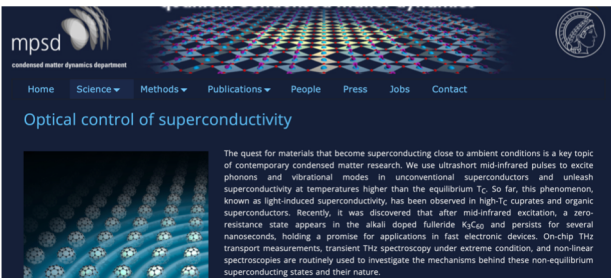 mpsd
condensed matter dynamics department
Home Science Methods Publications People Press Jobs Contact
Optical control of superconductivity
The quest for materials that become superconducting close to ambient conditions is a key topic
of contemporary condensed matter research. We use ultrashort mid-infrared pulses to excite
phonons and vibrational modes in unconventional superconductors and unleash
superconductivity at temperatures higher than the equilibrium TC. So far, this phenomenon,
known as light-induced superconductivity, has been observed in high-TC cuprates and organic
superconductors. Recently, it was discovered that after mid-infrared excitation, a zero-
resistance state appears in the alkali doped fulleride K3C60 and persists for several
nanoseconds, holding a promise for applications in fast electronic devices. On-chip THz
transport measurements, transient THz spectroscopy under extreme condition, and non-linear
spectroscopies are routinely used to investigate the mechanisms behind these non-equilibrium
superconducting states and their nature.